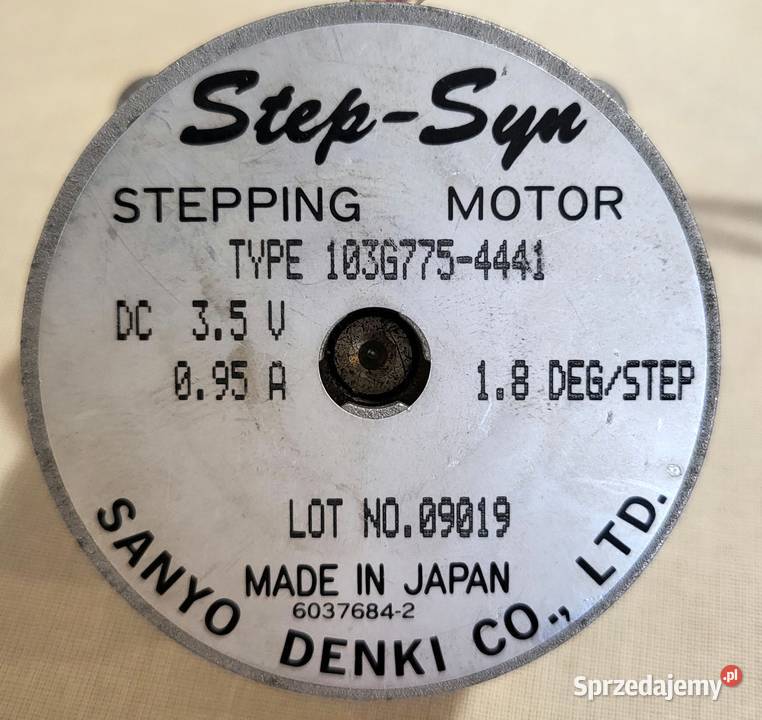 Step-Syn
STEPPING MOTOR
TYPE 103G775-4441
DC 3.5 V
0.95 A 1.8 DEG/STEP
LOT NO.09019
MADE IN JAPAN
6037684-2
SANYO DENKI CO., LTD.
Sprzedajemy.pl